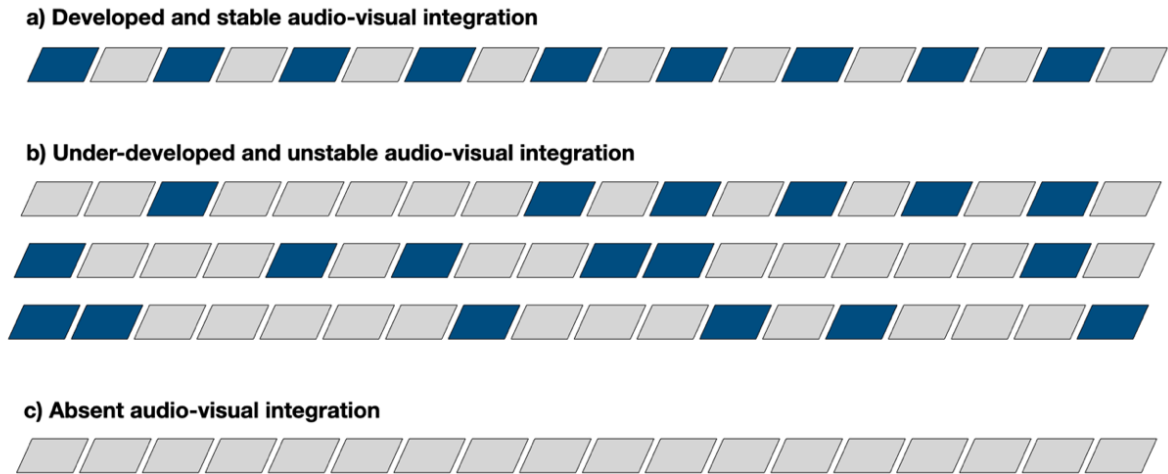 a) Developed and stable audio-visual integration
b) Under-developed and unstable audio-visual integration
c) Absent audio-visual integration